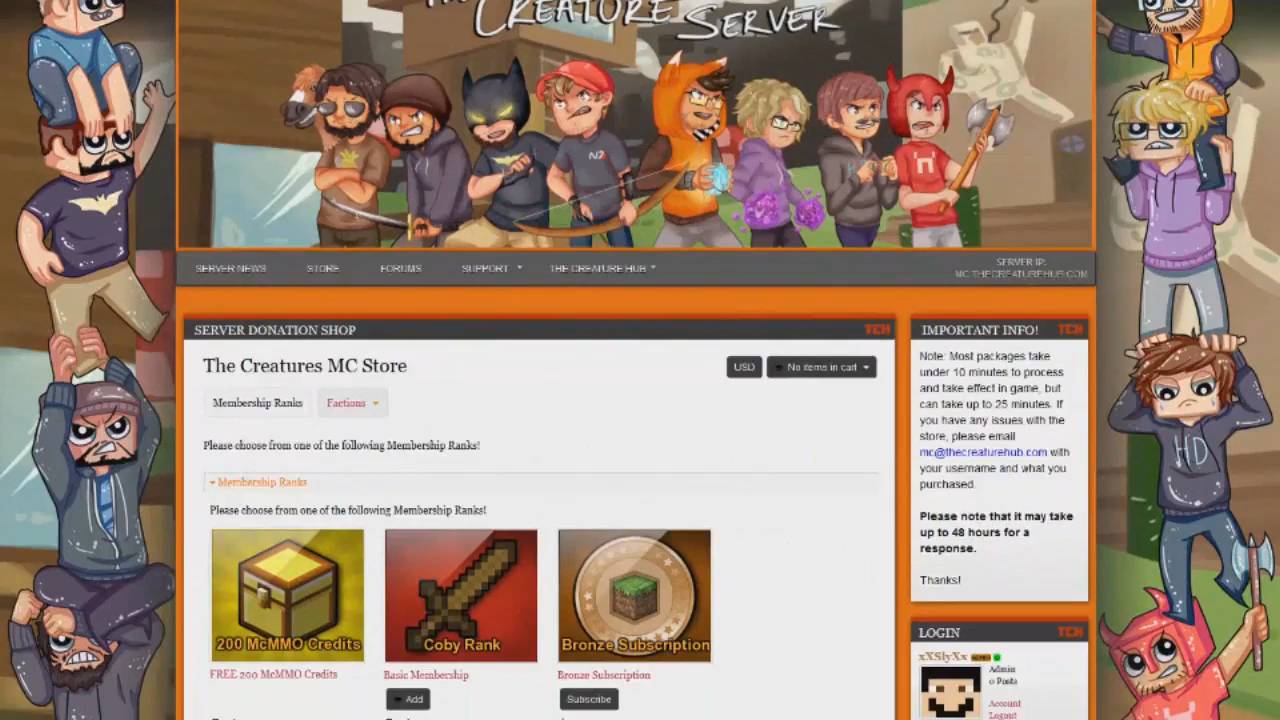 CREATURE SERVER
N7
SERVER NEWS STORE FORUMS SUPPORT THE CREATURE HUB
SERVER IP:
MC.THECREATUREHUB.COM
SERVER DONATION SHOP TCH
The Creatures MC Store
USD No items in cart
Membership Ranks Factions
Please choose from one of the following Membership Ranks!
Membership Ranks
Please choose from one of the following Membership Ranks!
200 McMMO Credits Coby Rank Bronze Subscription
FREE 200 McMMO Credits Basic Membership Bronze Subscription
Add Subscribe
IMPORTANT INFO! TCH
Note: Most packages take
under 10 minutes to process
and take effect in game, but
can take up to 25 minutes. If
you have any issues with the
store, please email
mc@thecreaturehub.com with
your username and what you
purchased.
Please note that it may take
up to 48 hours for a
response.
Thanks!
HD
LOGIN TCH
xXSlyXx
Admin
0 Posts
Account
Logout